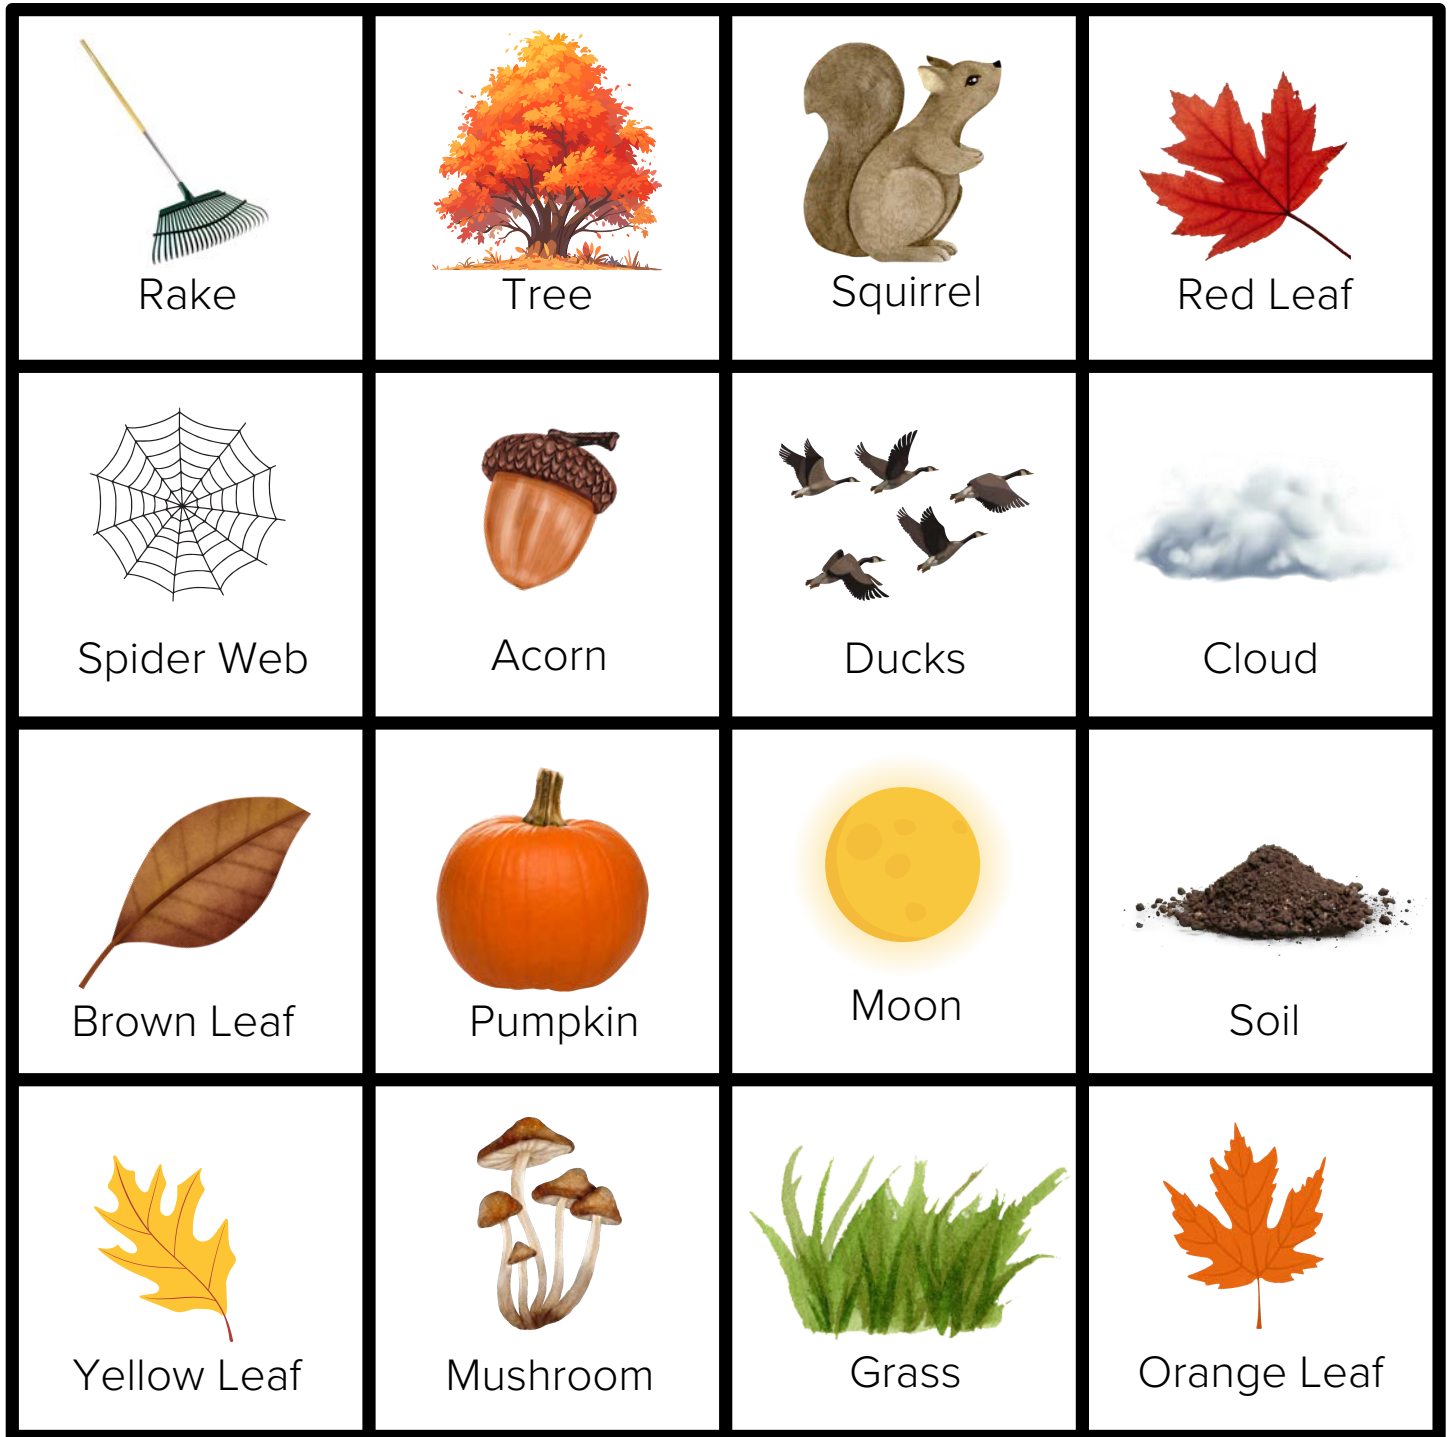 Rake
Tree
Squirrel
Red Leaf
Spider Web
Acorn
Ducks
Cloud
Brown Leaf
Pumpkin
Moon
Soil
Yellow Leaf
Mushroom
Grass
Orange Leaf